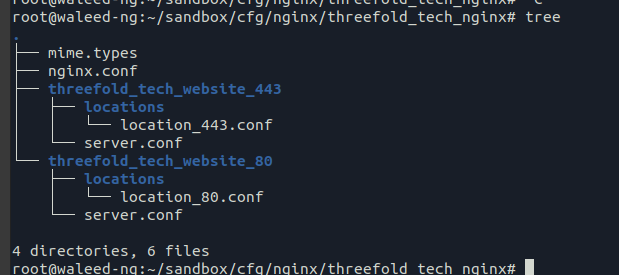 root@waleed-ng:~/sandbox/cfg/nginx/threefold_tech_nginx# ^C
root@waleed-ng:~/sandbox/cfg/nginx/threefold_tech_nginx# tree
.
├── mime.types
├── nginx.conf
├── threefold_tech_website_443
│   ├── locations
│   │   └── location_443.conf
│   └── server.conf
└── threefold_tech_website_80
    ├── locations
    │   └── location_80.conf
    └── server.conf
4 directories, 6 files
root@waleed-ng:~/sandbox/cfg/nginx/threefold_tech_nginx#